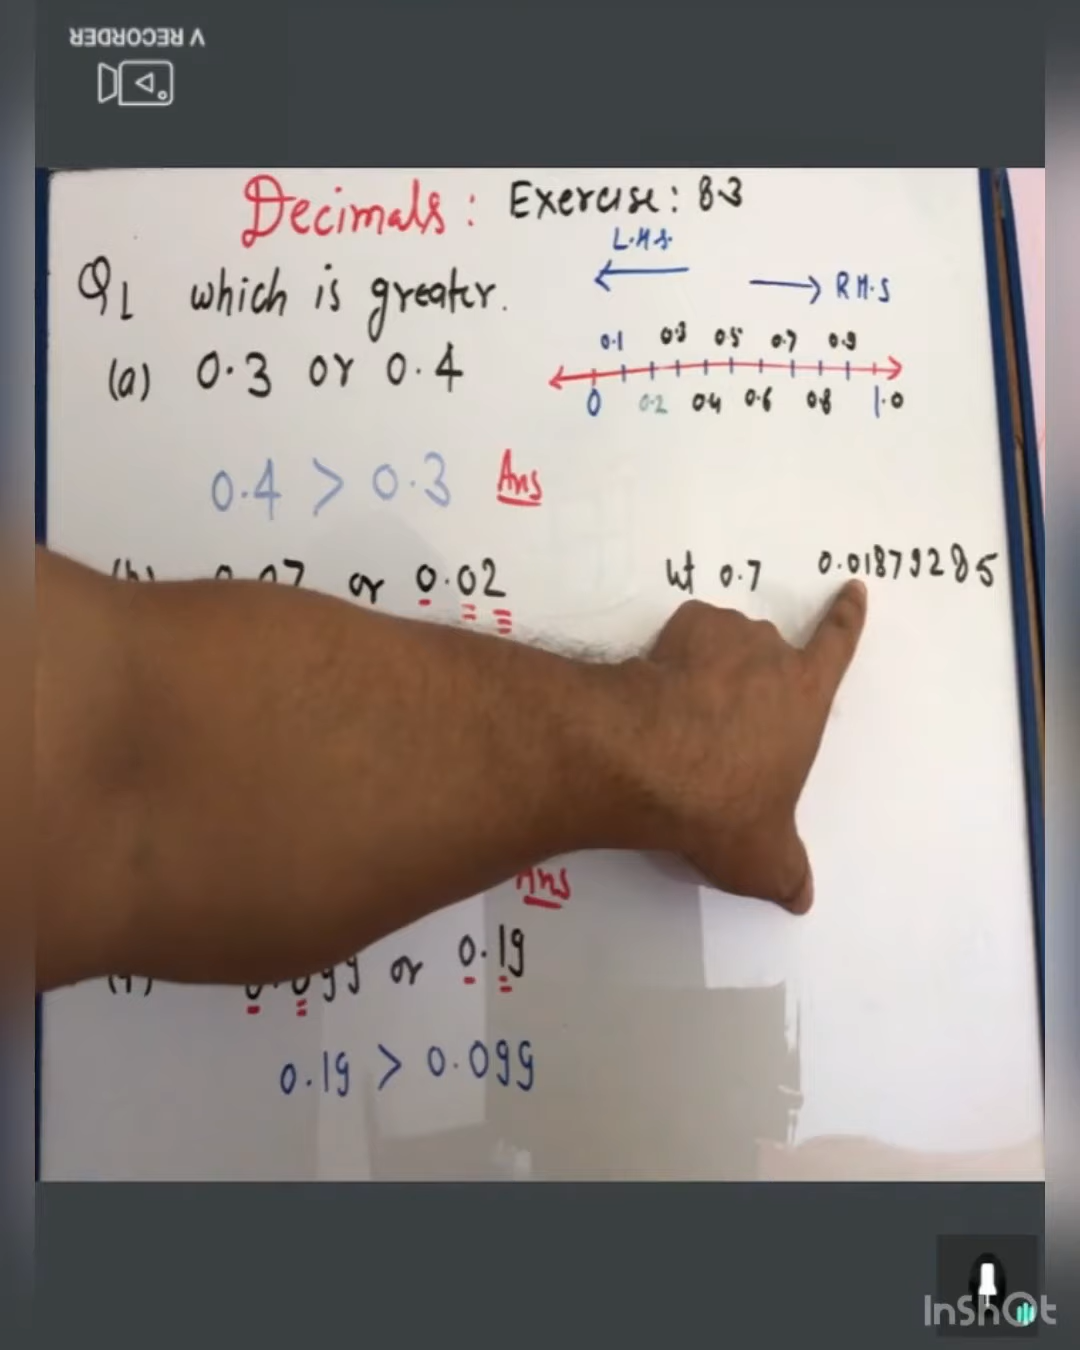 V RECORDER
Decimals: Exercise: 8.3
L.H.S.
R.H.S
Q1 which is greater.
0.1 0.3 0.5 0.7 0.9
0 0.2 0.4 0.6 0.8 1.0
(a) 0.3 or 0.4
0.4 > 0.3 Ans
or 0.02
let 0.7 0.01879285
Ans
099 or 0.19
0.19 > 0.099
InShOt